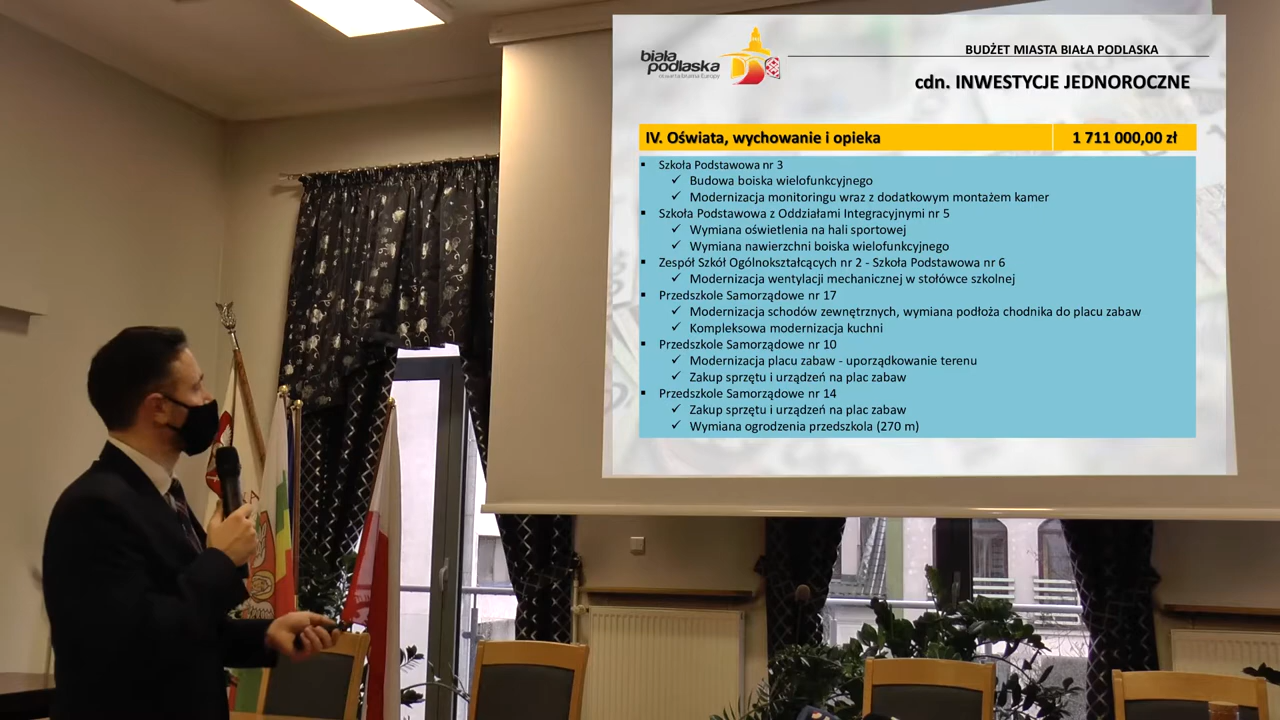 biała
podlaska
BUDŻET MIASTA BIAŁA PODLASKA
cdn. INWESTYCJE JEDNOROCZNE
IV. Oświata, wychowanie i opieka 1 711 000,00 zł
▪ Szkoła Podstawowa nr 3
✓ Budowa boiska wielofunkcyjnego
✓ Modernizacja monitoringu wraz z dodatkowym montażem kamer
▪ Szkoła Podstawowa z Oddziałami Integracyjnymi nr 5
✓ Wymiana oświetlenia na hali sportowej
✓ Wymiana nawierzchni boiska wielofunkcyjnego
▪ Zespół Szkół Ogólnokształcących nr 2 - Szkoła Podstawowa nr 6
✓ Modernizacja wentylacji mechanicznej w stołówce szkolnej
▪ Przedszkole Samorządowe nr 17
✓ Modernizacja schodów zewnętrznych, wymiana podłoża chodnika do placu zabaw
✓ Kompleksowa modernizacja kuchni
▪ Przedszkole Samorządowe nr 10
✓ Modernizacja placu zabaw - uporządkowanie terenu
✓ Zakup sprzętu i urządzeń na plac zabaw
▪ Przedszkole Samorządowe nr 14
✓ Zakup sprzętu i urządzeń na plac zabaw
✓ Wymiana ogrodzenia przedszkola (270 m)